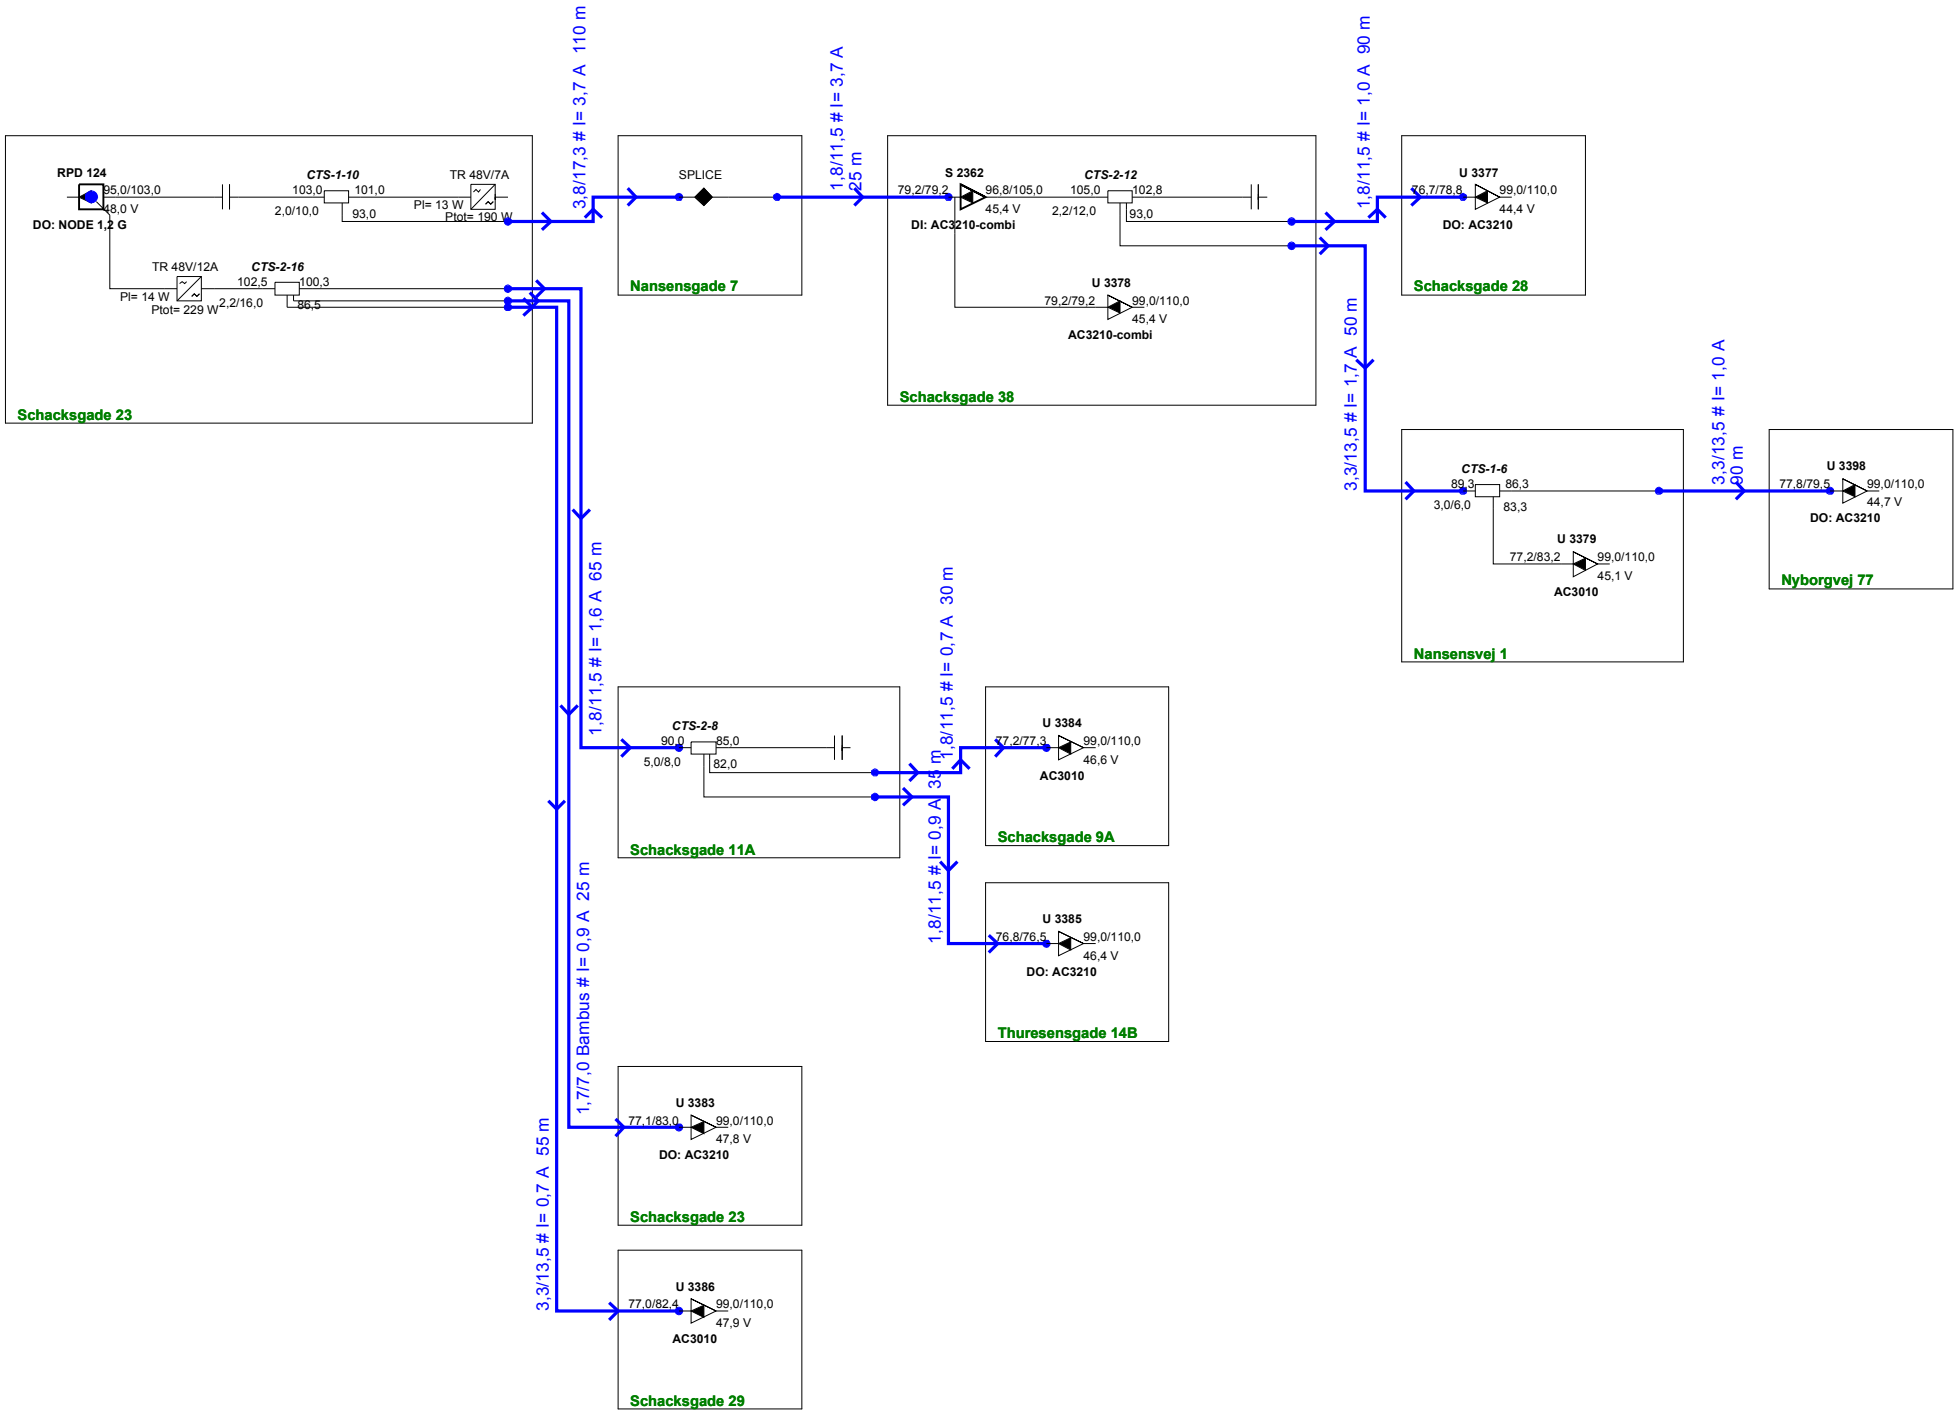 3,8/17,3 # I= 3,7 A  110 m
1,8/11,5 # I= 3,7 A
25 m
1,8/11,5 # I= 1,0 A  90 m
RPD 124
95,0/103,0
48,0 V
DO: NODE 1,2 G
CTS-1-10
103,0
101,0
2,0/10,0
93,0
TR 48V/7A
PI= 13 W
Ptot= 190 W
TR 48V/12A
PI= 14 W
Ptot= 229 W
CTS-2-16
102,5
100,3
2,2/16,0
86,5
Schacksgade 23
SPLICE
Nansensgade 7
S 2362
79,2/79,2
96,8/105,0
45,4 V
DI: AC3210-combi
CTS-2-12
105,0
102,8
2,2/12,0
93,0
U 3378
79,2/79,2
99,0/110,0
45,4 V
AC3210-combi
Schacksgade 38
U 3377
76,7/78,8
99,0/110,0
44,4 V
DO: AC3210
Schacksgade 28
3,3/13,5 # I= 1,7 A  50 m
CTS-1-6
89,3
86,3
3,0/6,0
83,3
U 3379
77,2/83,2
99,0/110,0
45,1 V
AC3010
Nansensvej 1
3,3/13,5 # I= 1,0 A
90 m
U 3398
77,8/79,5
99,0/110,0
44,7 V
DO: AC3210
Nyborgvej 77
1,8/11,5 # I= 1,6 A  65 m
CTS-2-8
90,0
85,0
5,0/8,0
82,0
Schacksgade 11A
1,8/11,5 # I= 0,7 A  30 m
U 3384
77,2/77,3
99,0/110,0
46,6 V
AC3010
Schacksgade 9A
1,8/11,5 # I= 0,9 A  35 m
U 3385
76,8/76,5
99,0/110,0
46,4 V
DO: AC3210
Thuresensgade 14B
1,7/7,0 Bambus # I= 0,9 A  25 m
U 3383
77,1/83,0
99,0/110,0
47,8 V
DO: AC3210
Schacksgade 23
3,3/13,5 # I= 0,7 A  55 m
U 3386
77,0/82,4
99,0/110,0
47,9 V
AC3010
Schacksgade 29